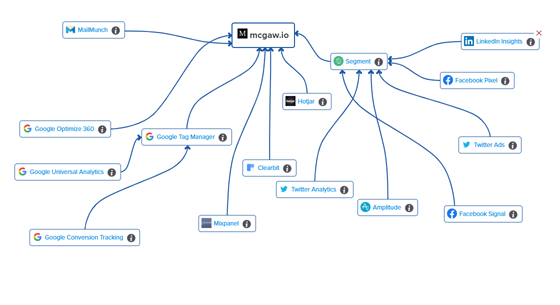 MailMunch
M mcgaw.io
LinkedIn Insights
Segment
Facebook Pixel
Hotjar
Google Optimize 360
Google Tag Manager
Twitter Ads
Google Universal Analytics
Clearbit
Twitter Analytics
Amplitude
Facebook Signal
Mixpanel
Google Conversion Tracking